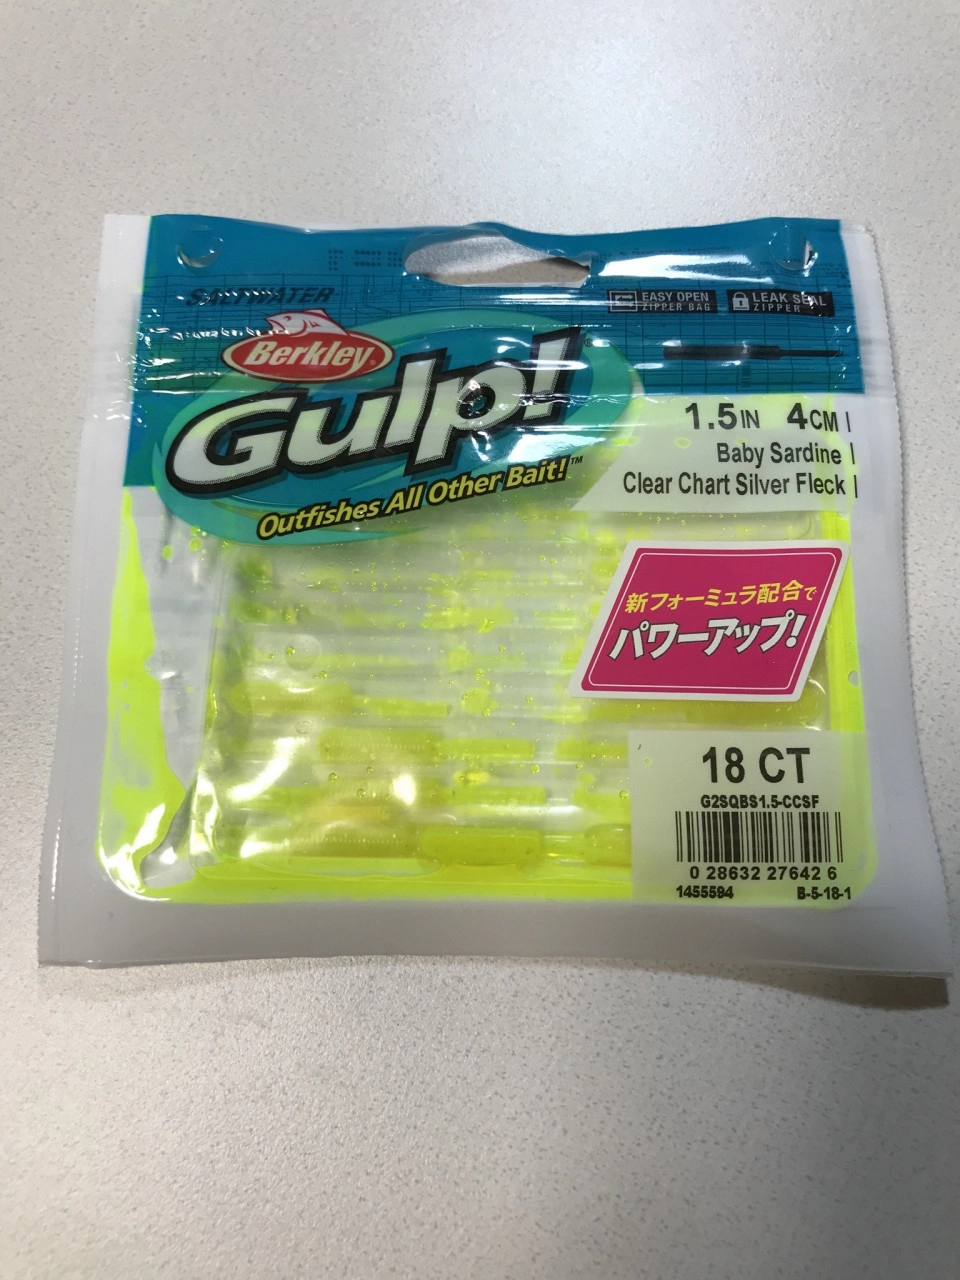 SALTWATER
EASY OPEN
ZIPPER BAG
LEAK SEAL
ZIPPER
Berkley
Gulp!
Outfishes All Other Bait!™
1.5IN 4CM
Baby Sardine
Clear Chart Silver Fleck
新フォーミュラ配合で
パワーアップ!
18 CT
G2SQBS1.5-CCSF
0 28632 27642 6
1455594 B-5-18-1